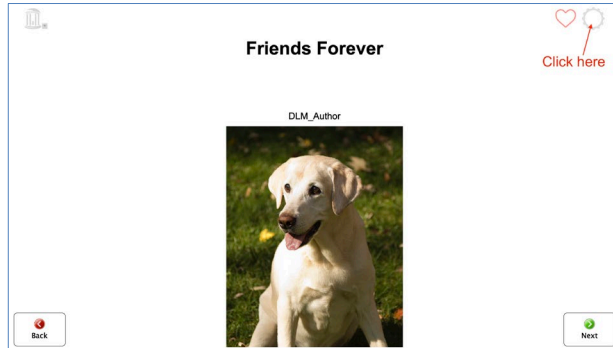 Friends Forever
Click here
DLM_Author
Back
Next